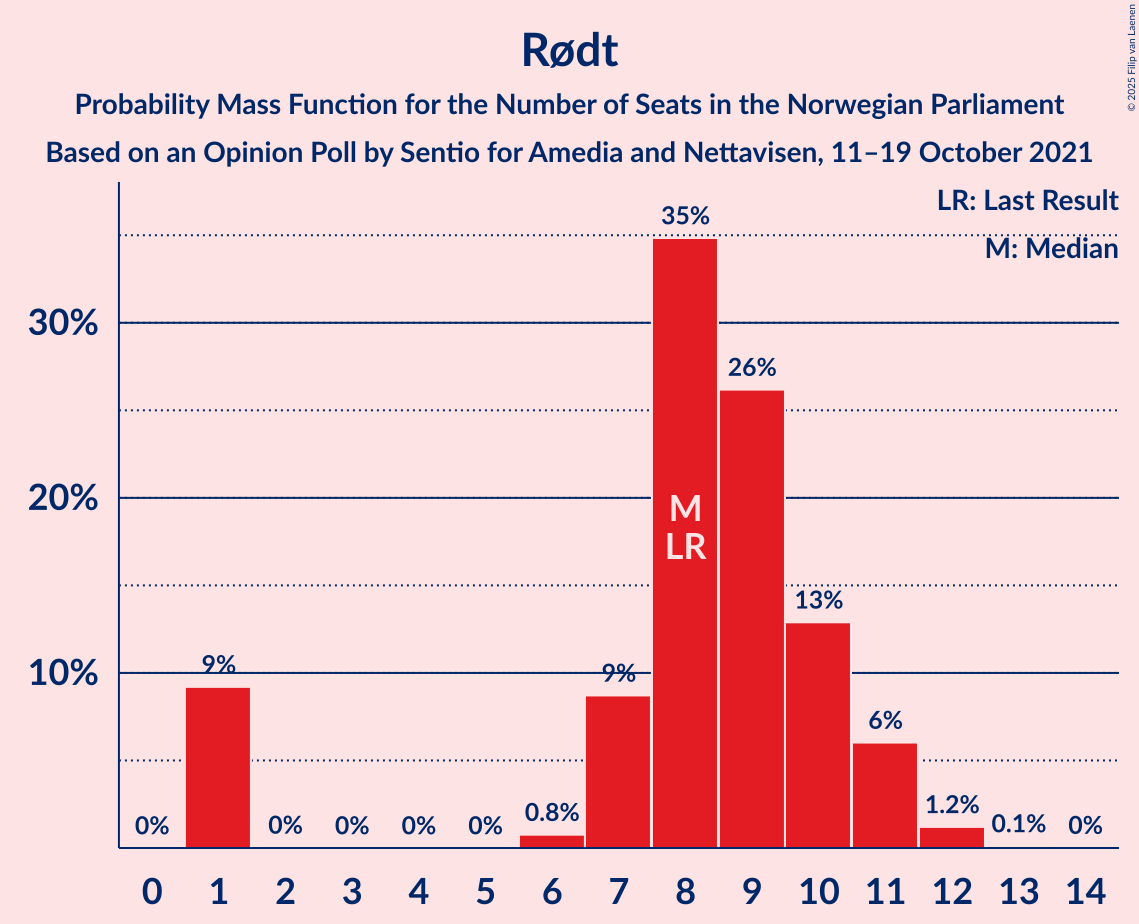 © 2025 Filip van Laenen
Rødt
Probability Mass Function for the Number of Seats in the Norwegian Parliament
Based on an Opinion Poll by Sentio for Amedia and Nettavisen, 11–19 October 2021
LR: Last Result
M: Median
35%
30%
26%
20%
M
LR
13%
10%
9%
9%
6%
0%
0%
0%
0%
0%
0.8%
1.2%
0.1%
0%
0 1 2 3 4 5 6 7 8 9 10 11 12 13 14